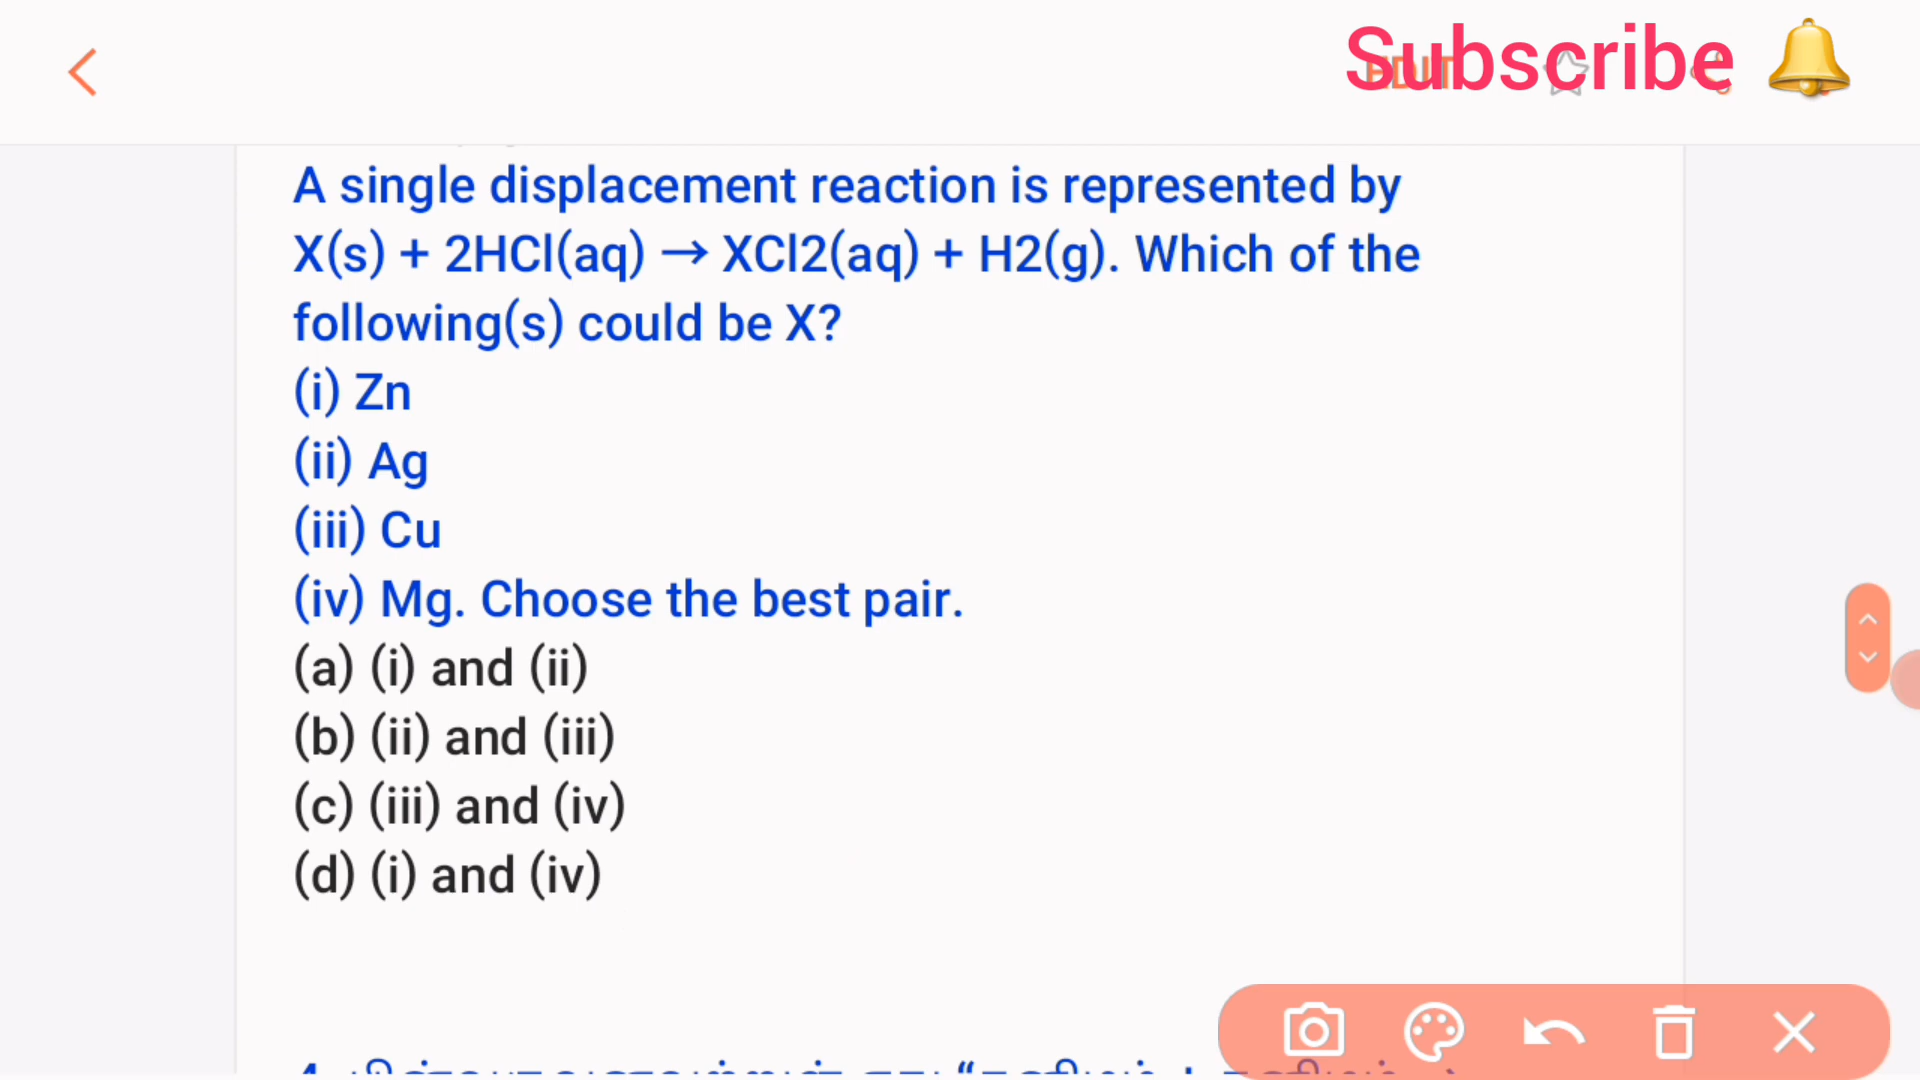 Subscribe 🔔
A single displacement reaction is represented by
X(s) + 2HCl(aq) → XCl2(aq) + H2(g). Which of the
following(s) could be X?
(i) Zn
(ii) Ag
(iii) Cu
(iv) Mg. Choose the best pair.
(a) (i) and (ii)
(b) (ii) and (iii)
(c) (iii) and (iv)
(d) (i) and (iv)